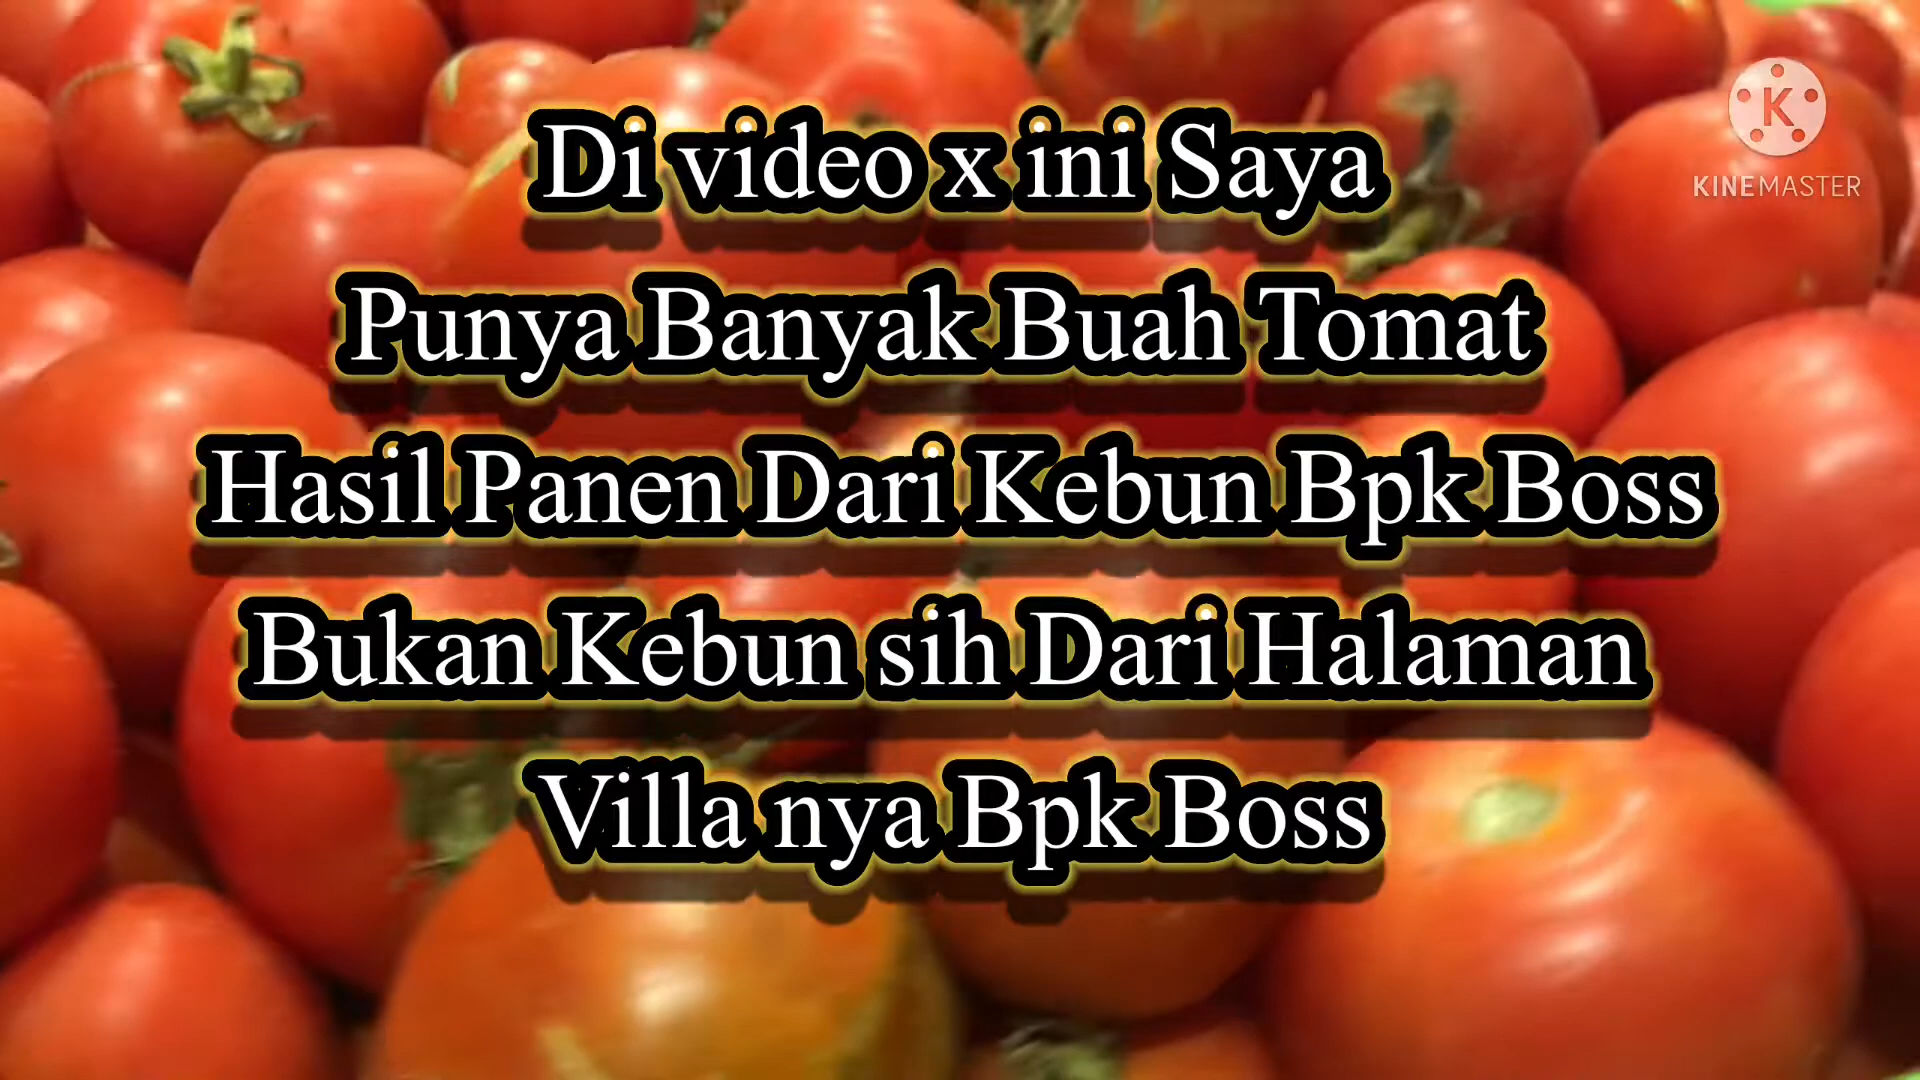 Di video x ini Saya
Punya Banyak Buah Tomat
Hasil Panen Dari Kebun Bpk Boss
Bukan Kebun sih Dari Halaman
Villa nya Bpk Boss
K
KINEMASTER